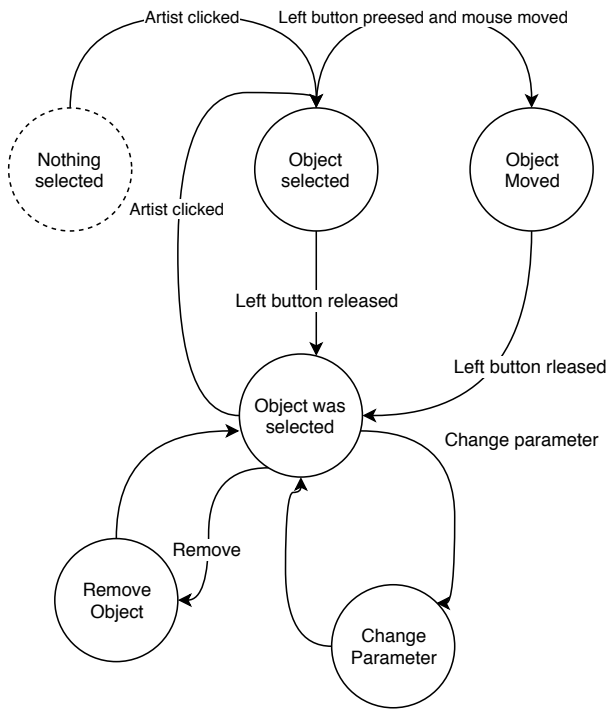 Artist clicked
Left button preesed and mouse moved
Nothing
selected
Object
selected
Object
Moved
Artist clicked
Left button released
Left button rleased
Object was
selected
Change parameter
Remove
Remove
Object
Change
Parameter